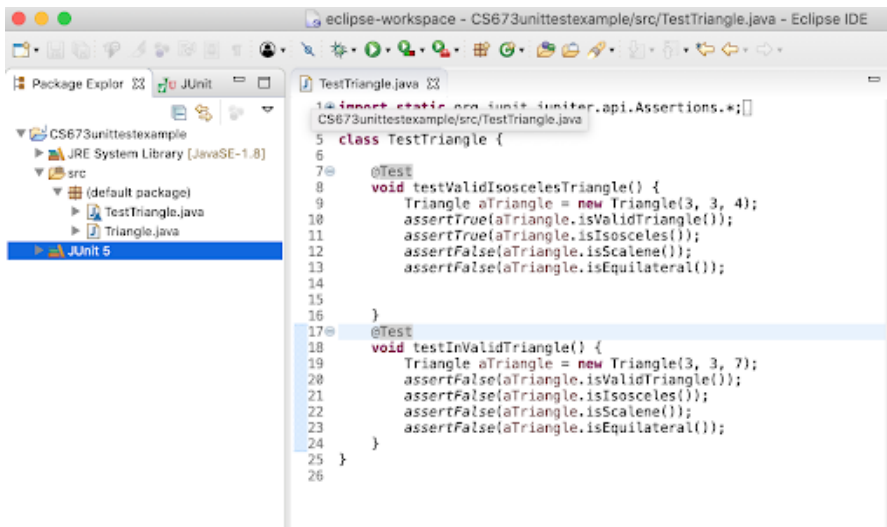 eclipse-workspace - CS673unittestexample/src/TestTriangle.java - Eclipse IDE
Package Explor
JUnit
CS673unittestexample
JRE System Library [JavaSE-1.8]
src
(default package)
TestTriangle.java
Triangle.java
JUnit 5
TestTriangle.java
1 import static org.junit.jupiter.api.Assertions.*;
CS673unittestexample/src/TestTriangle.java
5 class TestTriangle {
6
7 @Test
8 void testValidIsoscelesTriangle() {
9 Triangle aTriangle = new Triangle(3, 3, 4);
10 assertTrue(aTriangle.isValidTriangle());
11 assertTrue(aTriangle.isIsosceles());
12 assertFalse(aTriangle.isScalene());
13 assertFalse(aTriangle.isEquilateral());
14
15
16 }
17 @Test
18 void testInValidTriangle() {
19 Triangle aTriangle = new Triangle(3, 3, 7);
20 assertFalse(aTriangle.isValidTriangle());
21 assertFalse(aTriangle.isIsosceles());
22 assertFalse(aTriangle.isScalene());
23 assertFalse(aTriangle.isEquilateral());
24 }
25 }
26